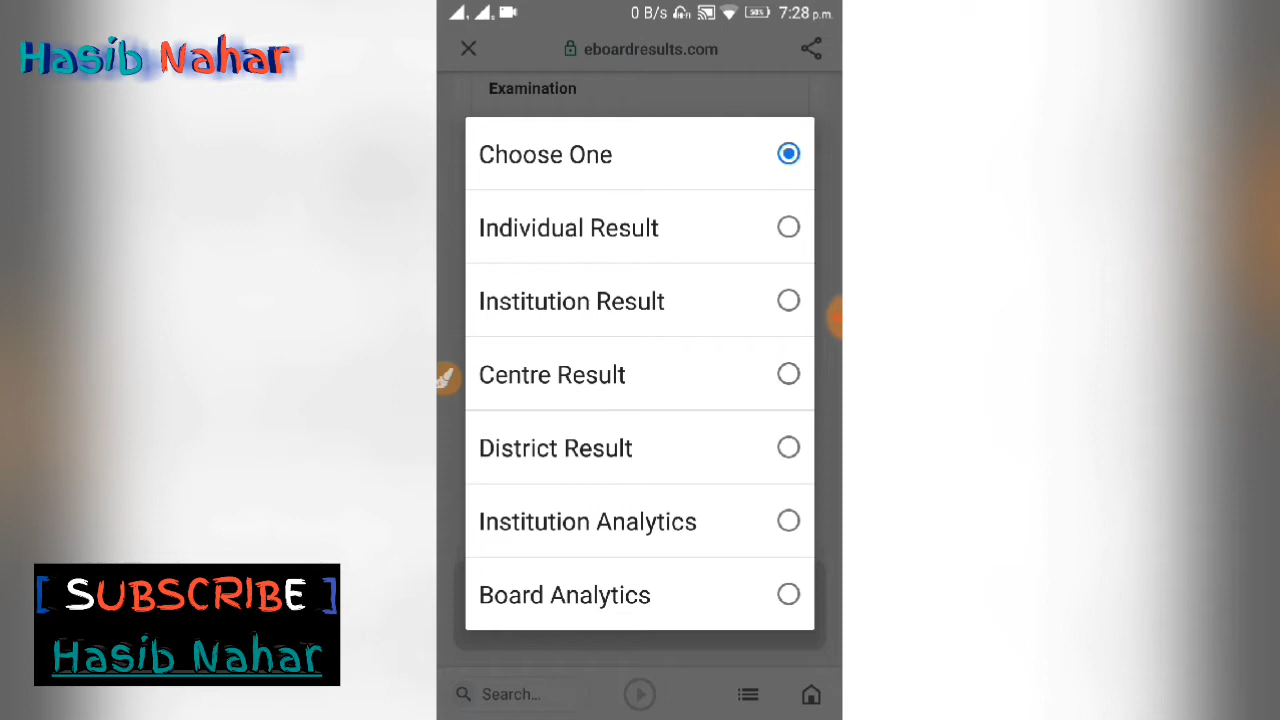 Hasib Nahar
0 B/s 50% 7:28 p.m.
eboardresults.com
Examination
Choose One
Individual Result
Institution Result
Centre Result
District Result
Institution Analytics
Board Analytics
[ SUBSCRIBE ]
Hasib Nahar
Search...